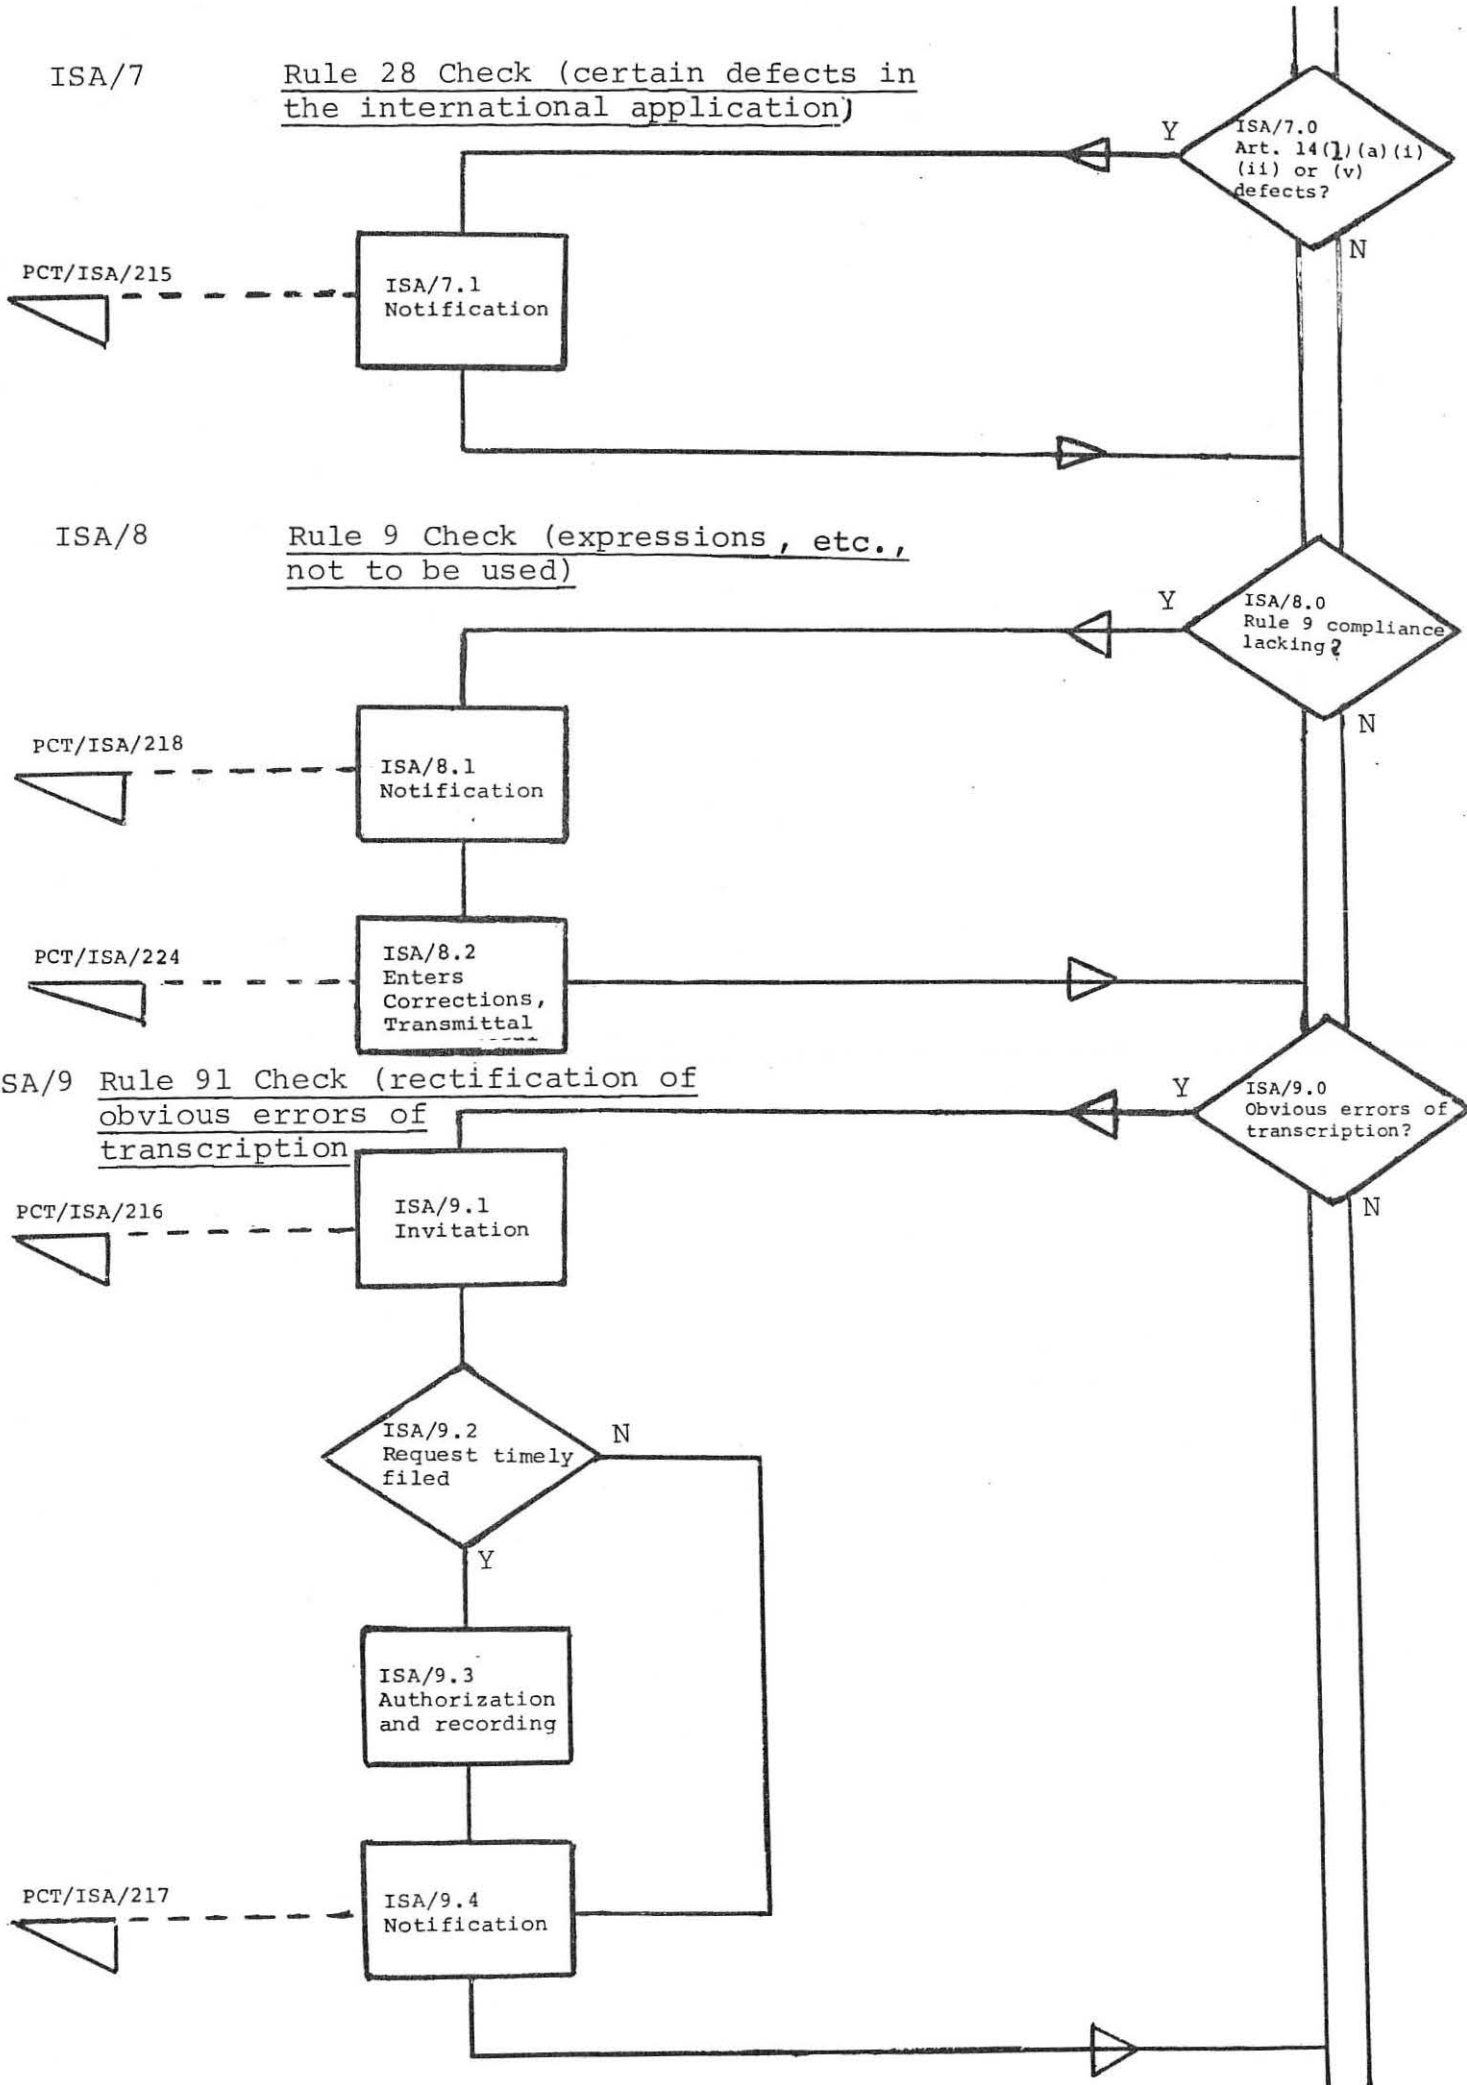 ISA/7 Rule 28 Check (certain defects in
the international application)
Y
ISA/7.0
Art. 14(1)(a)(i)
(ii) or (v)
defects?
N
PCT/ISA/215
ISA/7.1
Notification
ISA/8 Rule 9 Check (expressions, etc.,
not to be used)
Y
ISA/8.0
Rule 9 compliance
lacking?
N
PCT/ISA/218
ISA/8.1
Notification
PCT/ISA/224
ISA/8.2
Enters
Corrections,
Transmittal
SA/9 Rule 91 Check (rectification of
obvious errors of
transcription
Y
ISA/9.0
Obvious errors of
transcription?
N
PCT/ISA/216
ISA/9.1
Invitation
ISA/9.2
Request timely
filed
N
Y
ISA/9.3
Authorization
and recording
PCT/ISA/217
ISA/9.4
Notification